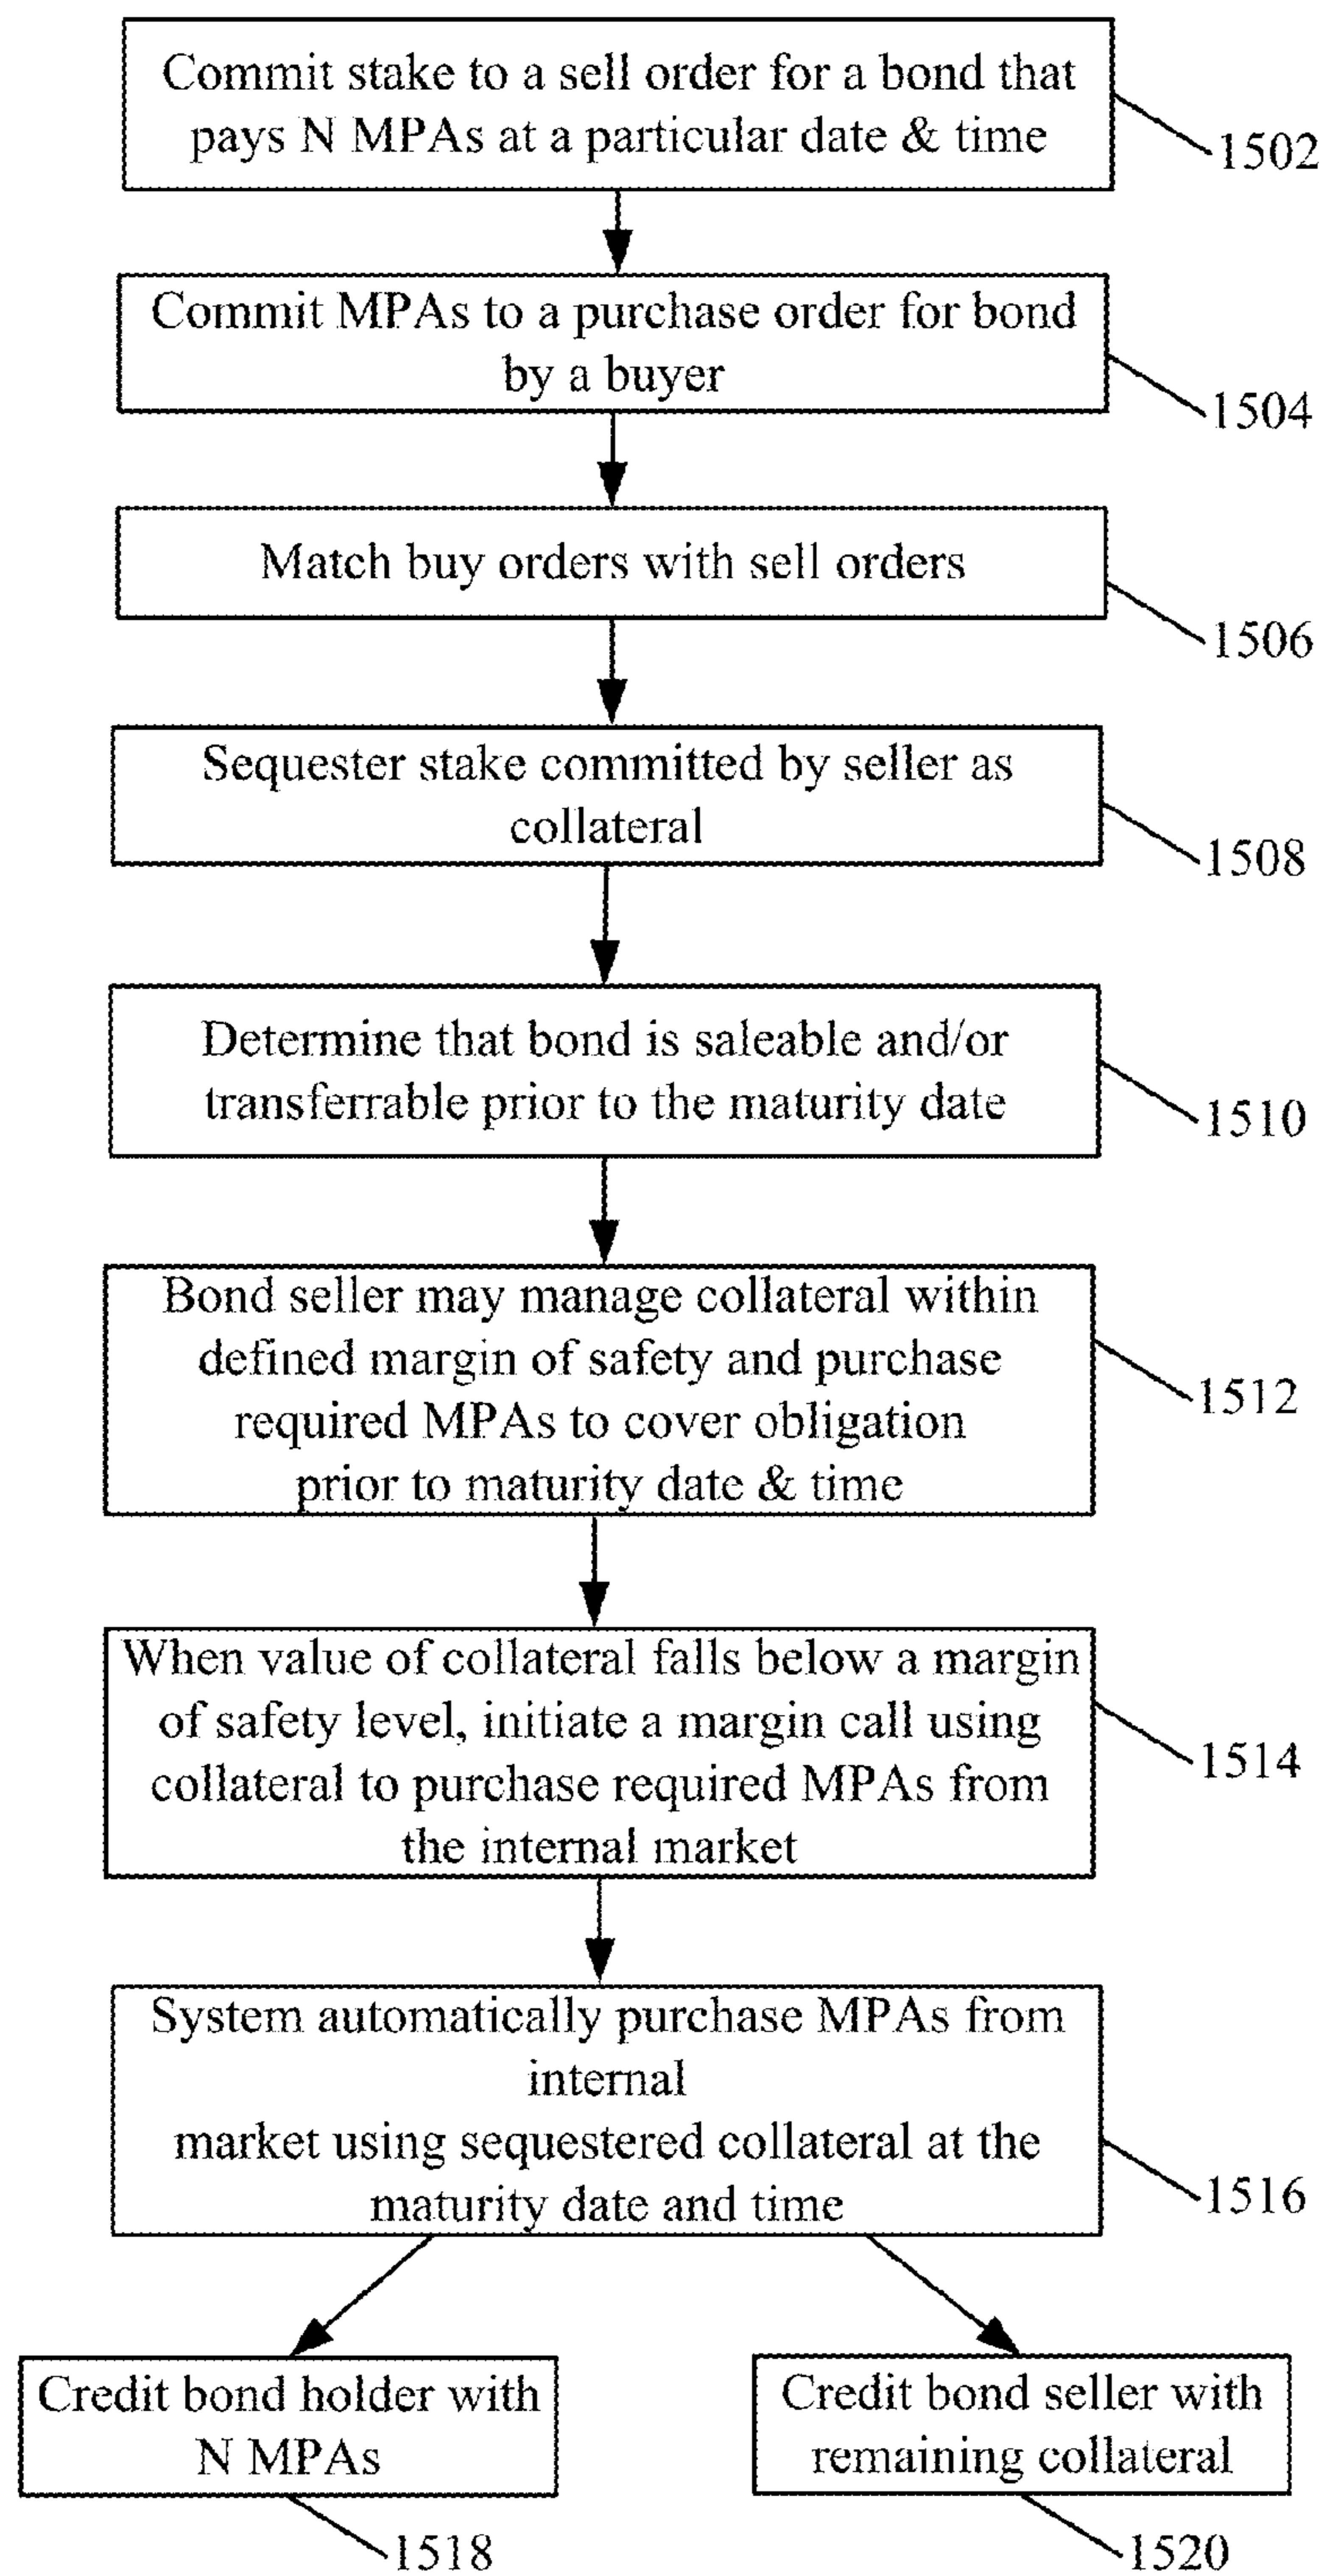 Commit stake to a sell order for a bond that
pays N MPAs at a particular date & time
1502
Commit MPAs to a purchase order for bond
by a buyer
1504
Match buy orders with sell orders
1506
Sequester stake committed by seller as
collateral
1508
Determine that bond is saleable and/or
transferrable prior to the maturity date
1510
Bond seller may manage collateral within
defined margin of safety and purchase
required MPAs to cover obligation
prior to maturity date & time
1512
When value of collateral falls below a margin
of safety level, initiate a margin call using
collateral to purchase required MPAs from
the internal market
1514
System automatically purchase MPAs from
internal
market using sequestered collateral at the
maturity date and time
1516
Credit bond holder with
N MPAs
1518
Credit bond seller with
remaining collateral
1520